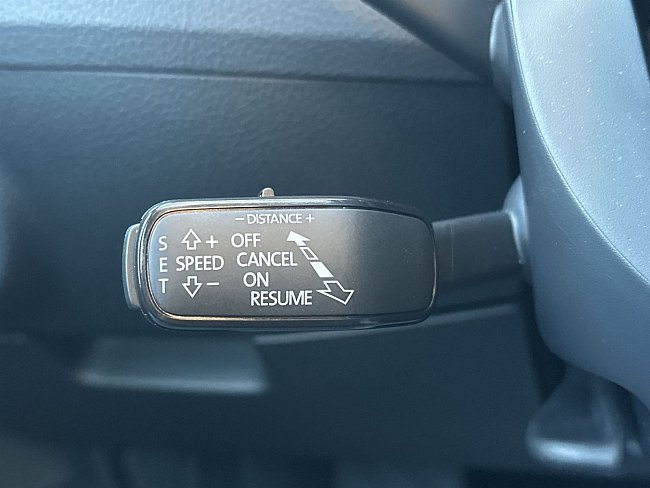 − DISTANCE +
S + OFF
E SPEED CANCEL
T − ON
RESUME